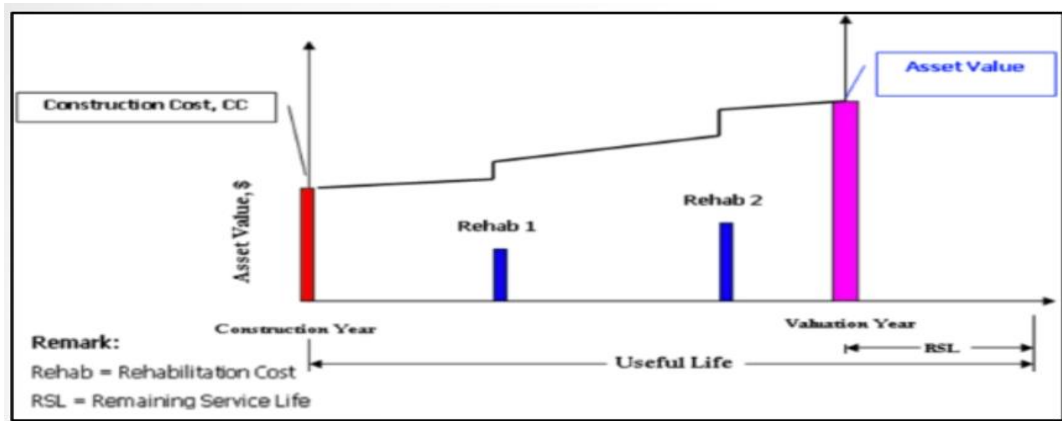 Asset Value
Construction Cost, CC
Asset Value, $
Rehab 1
Rehab 2
Construction Year
Valuation Year
Remark:
RSL
Useful Life
Rehab = Rehabilitation Cost
RSL = Remaining Service Life